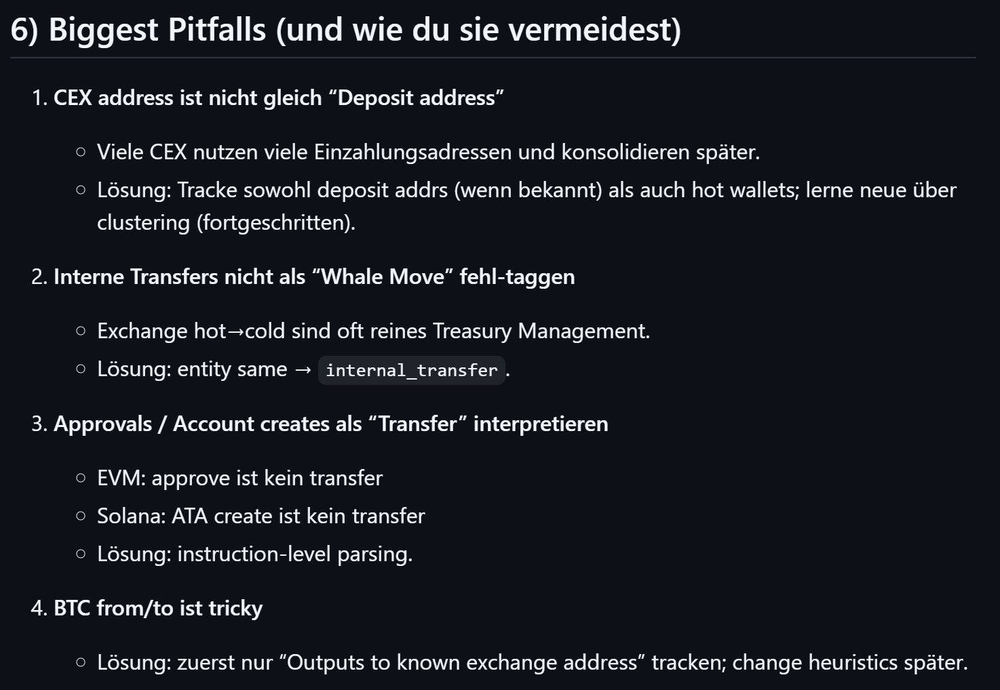 6) Biggest Pitfalls (und wie du sie vermeidest)
1. CEX address ist nicht gleich “Deposit address”
○ Viele CEX nutzen viele Einzahlungsadressen und konsolidieren später.
○ Lösung: Tracke sowohl deposit addrs (wenn bekannt) als auch hot wallets; lerne neue über
clustering (fortgeschritten).
2. Interne Transfers nicht als “Whale Move” fehl-taggen
○ Exchange hot→cold sind oft reines Treasury Management.
○ Lösung: entity same → internal_transfer.
3. Approvals / Account creates als “Transfer” interpretieren
○ EVM: approve ist kein transfer
○ Solana: ATA create ist kein transfer
○ Lösung: instruction-level parsing.
4. BTC from/to ist tricky
○ Lösung: zuerst nur “Outputs to known exchange address” tracken; change heuristics später.